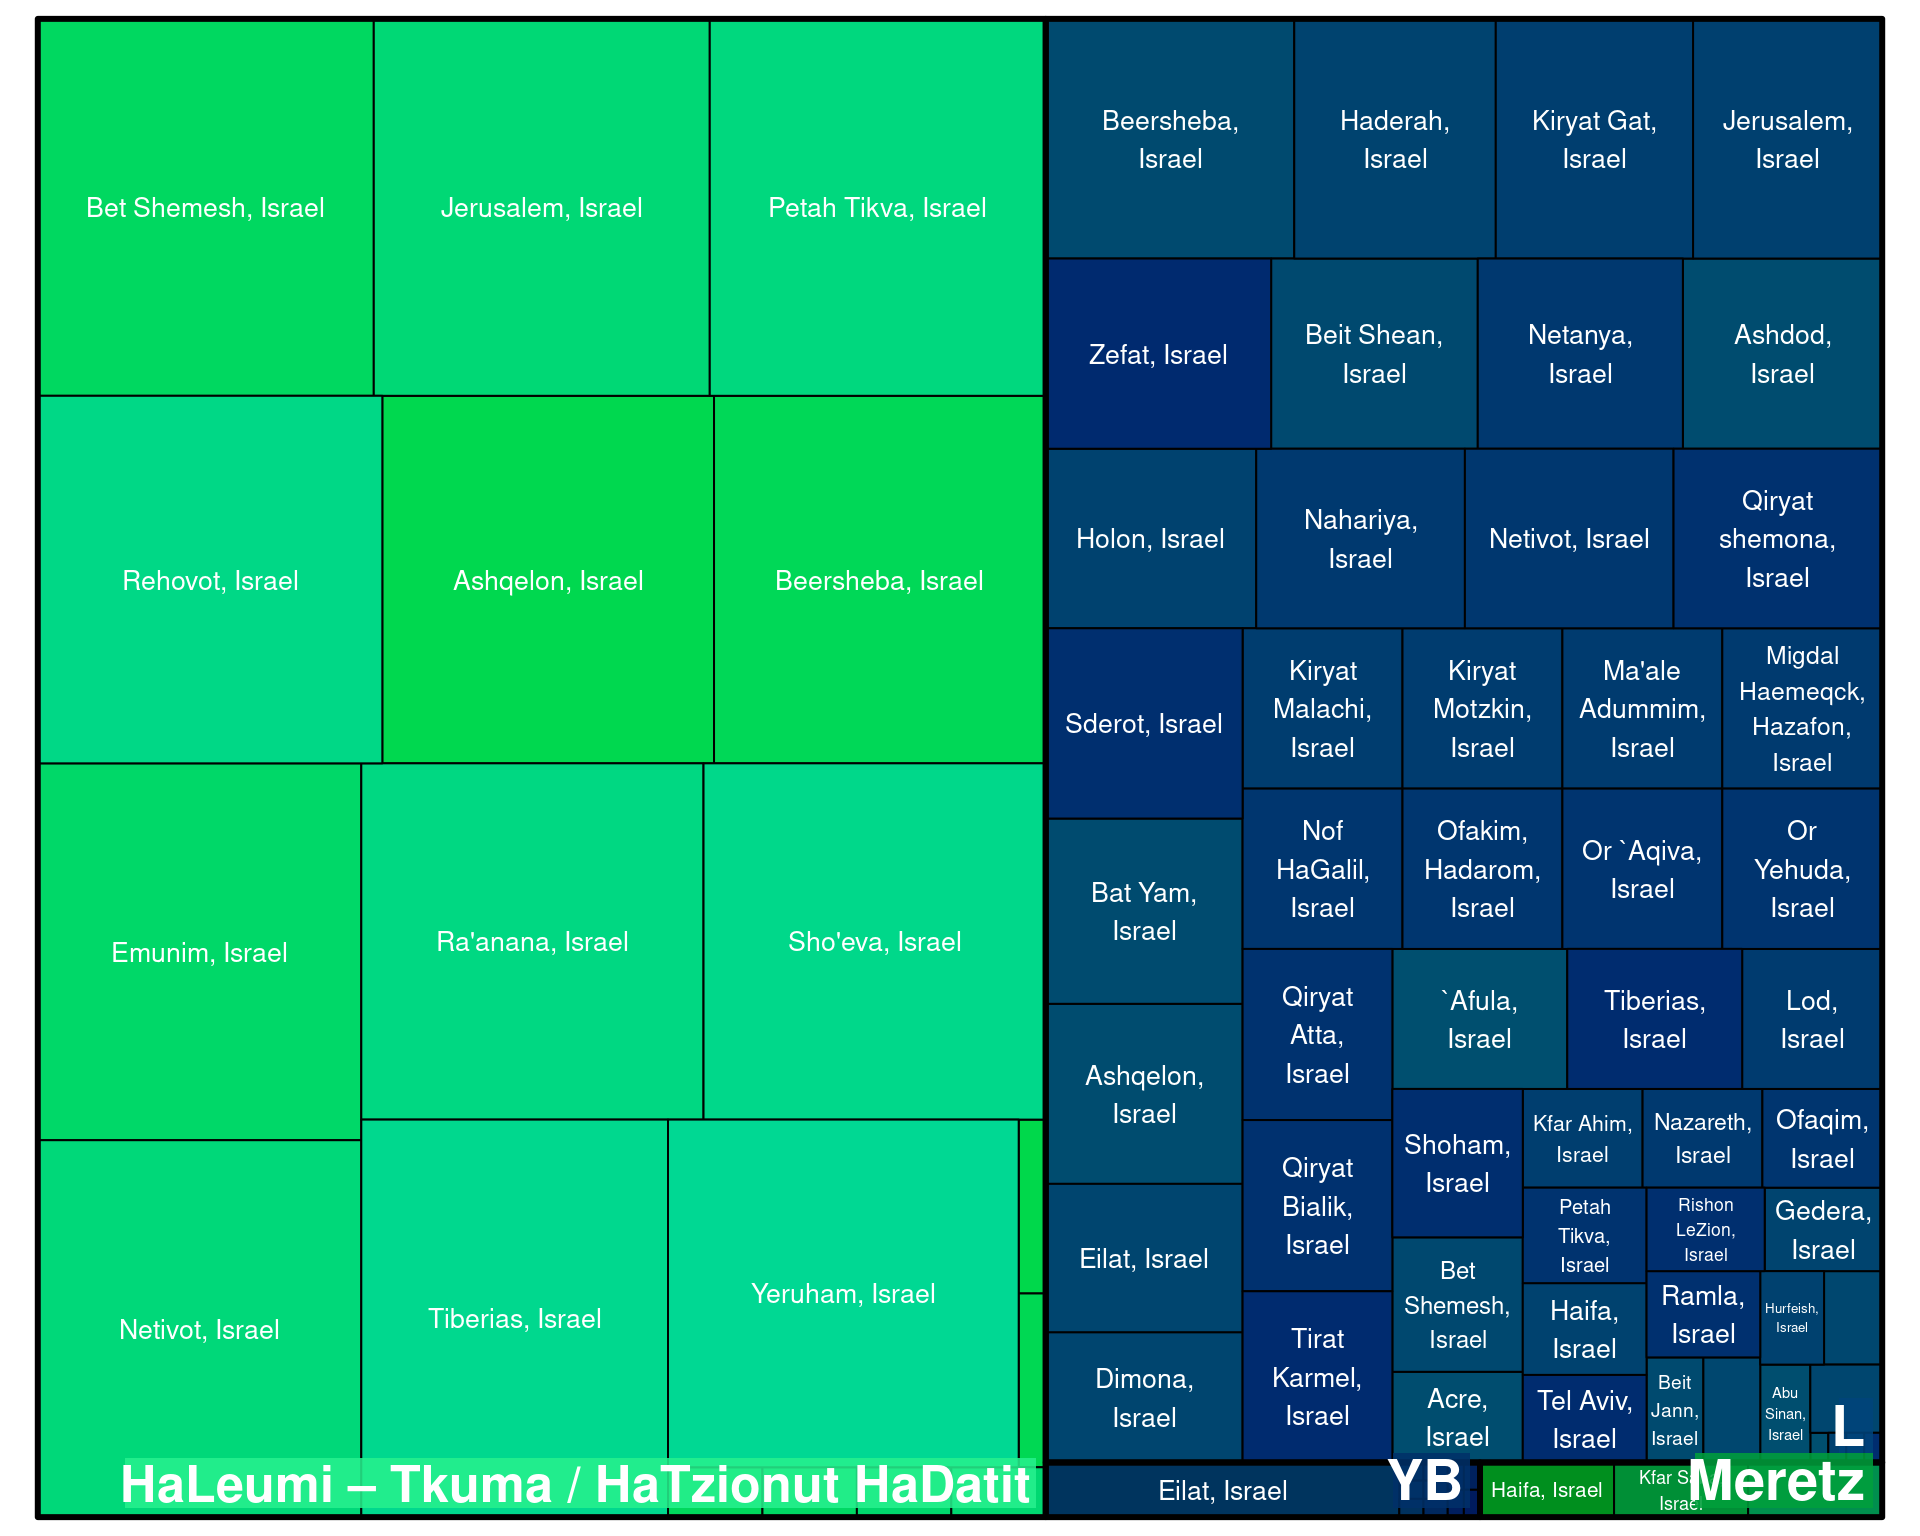 Bet Shemesh, Israel
Jerusalem, Israel
Petah Tikva, Israel
Rehovot, Israel
Ashqelon, Israel
Beersheba, Israel
Emunim, Israel
Ra'anana, Israel
Sho'eva, Israel
Netivot, Israel
Tiberias, Israel
Yeruham, Israel
HaLeumi – Tkuma / HaTzionut HaDatit
Beersheba,
Israel
Haderah,
Israel
Kiryat Gat,
Israel
Jerusalem,
Israel
Zefat, Israel
Beit Shean,
Israel
Netanya,
Israel
Ashdod,
Israel
Holon, Israel
Nahariya,
Israel
Netivot, Israel
Qiryat
shemona,
Israel
Sderot, Israel
Kiryat
Malachi,
Israel
Kiryat
Motzkin,
Israel
Ma'ale
Adummim,
Israel
Migdal
Haemeqck,
Hazafon,
Israel
Nof
HaGalil,
Israel
Ofakim,
Hadarom,
Israel
Or `Aqiva,
Israel
Or
Yehuda,
Israel
Bat Yam,
Israel
Ashqelon,
Israel
Eilat, Israel
Dimona,
Israel
Qiryat
Atta,
Israel
Qiryat
Bialik,
Israel
Tirat
Karmel,
Israel
`Afula,
Israel
Tiberias,
Israel
Lod,
Israel
Shoham,
Israel
Kfar Ahim,
Israel
Nazareth,
Israel
Ofaqim,
Israel
Petah
Tikva,
Israel
Rishon
LeZion,
Israel
Gedera,
Israel
Bet
Shemesh,
Israel
Haifa,
Israel
Ramla,
Israel
Hurfeish,
Israel
Acre,
Israel
Tel Aviv,
Israel
Beit
Jann,
Israel
Abu
Sinan,
Israel
L
Eilat, Israel
YB
Haifa, Israel
Kfar
Israel
Meretz